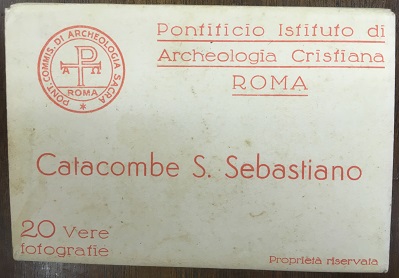 Pontificio Istituto di
Archeologia Cristiana
ROMA
PONT·COMMIS·DI ARCHEOLOGIA SACRA
A Ω
ROMA
Catacombe S. Sebastiano
20 Vere
fotografie
Proprietà riservata